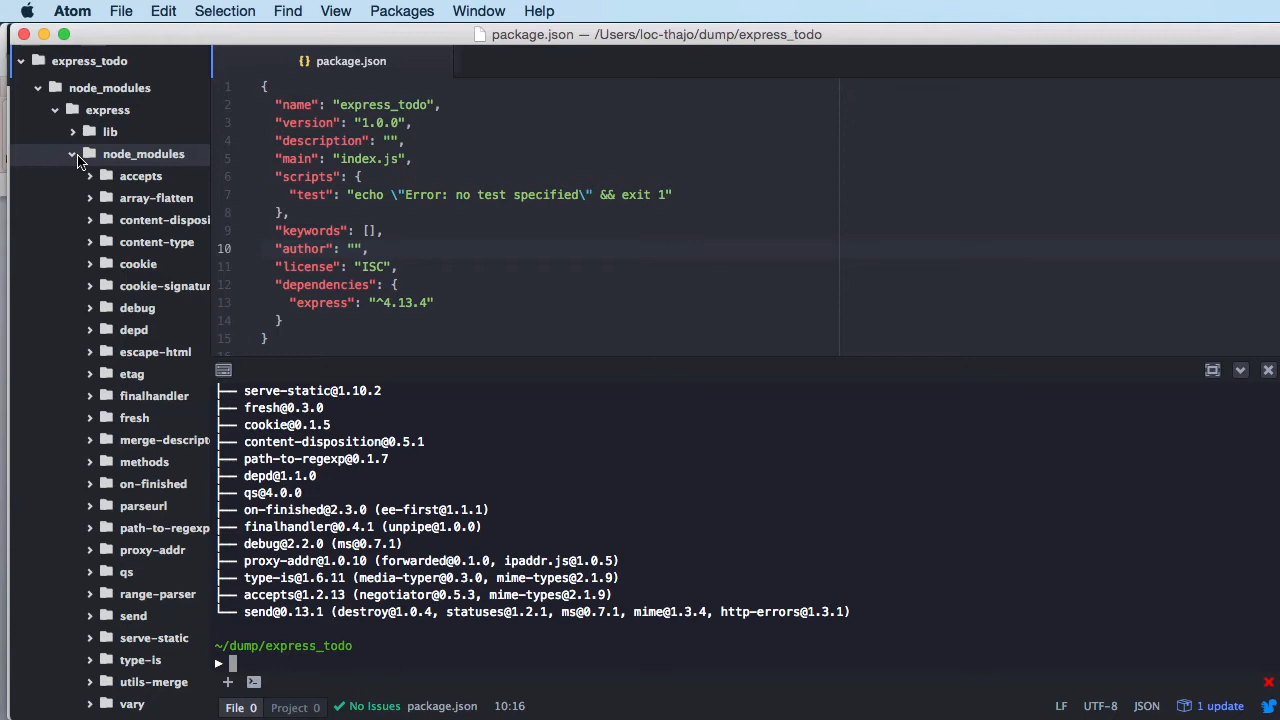 Atom File Edit Selection Find View Packages Window Help
package.json — /Users/loc-thajo/dump/express_todo
express_todo
node_modules
express
lib
node_modules
accepts
array-flatten
content-disposi
content-type
cookie
cookie-signatur
debug
depd
escape-html
etag
finalhandler
fresh
merge-descripto
methods
on-finished
parseurl
path-to-regexp
proxy-addr
qs
range-parser
send
serve-static
type-is
utils-merge
vary
{} package.json
1 {
2 "name": "express_todo",
3 "version": "1.0.0",
4 "description": "",
5 "main": "index.js",
6 "scripts": {
7 "test": "echo \"Error: no test specified\" && exit 1"
8 },
9 "keywords": [],
10 "author": "",
11 "license": "ISC",
12 "dependencies": {
13 "express": "^4.13.4"
14 }
15 }
├── serve-static@1.10.2
├── fresh@0.3.0
├── cookie@0.1.5
├── content-disposition@0.5.1
├── path-to-regexp@0.1.7
├── depd@1.1.0
├── qs@4.0.0
├── on-finished@2.3.0 (ee-first@1.1.1)
├── finalhandler@0.4.1 (unpipe@1.0.0)
├── debug@2.2.0 (ms@0.7.1)
├── proxy-addr@1.0.10 (forwarded@0.1.0, ipaddr.js@1.0.5)
├── type-is@1.6.11 (media-typer@0.3.0, mime-types@2.1.9)
├── accepts@1.2.13 (negotiator@0.5.3, mime-types@2.1.9)
└── send@0.13.1 (destroy@1.0.4, statuses@1.2.1, ms@0.7.1, mime@1.3.4, http-errors@1.3.1)
~/dump/express_todo
File 0 Project 0 No Issues package.json 10:16 LF UTF-8 JSON 1 update